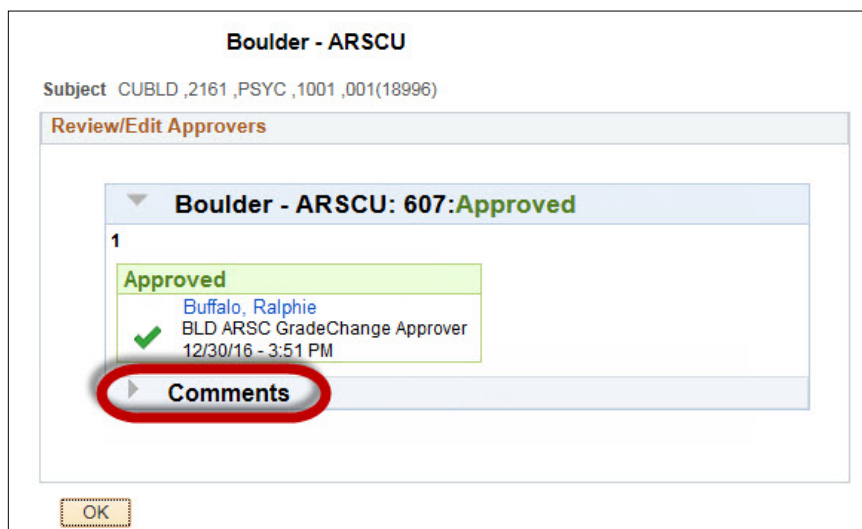 Boulder - ARSCU
Subject CUBLD ,2161 ,PSYC ,1001 ,001(18996)
Review/Edit Approvers
Boulder - ARSCU: 607:Approved
1
Approved
Buffalo, Ralphie
BLD ARSC GradeChange Approver
12/30/16 - 3:51 PM
Comments
OK